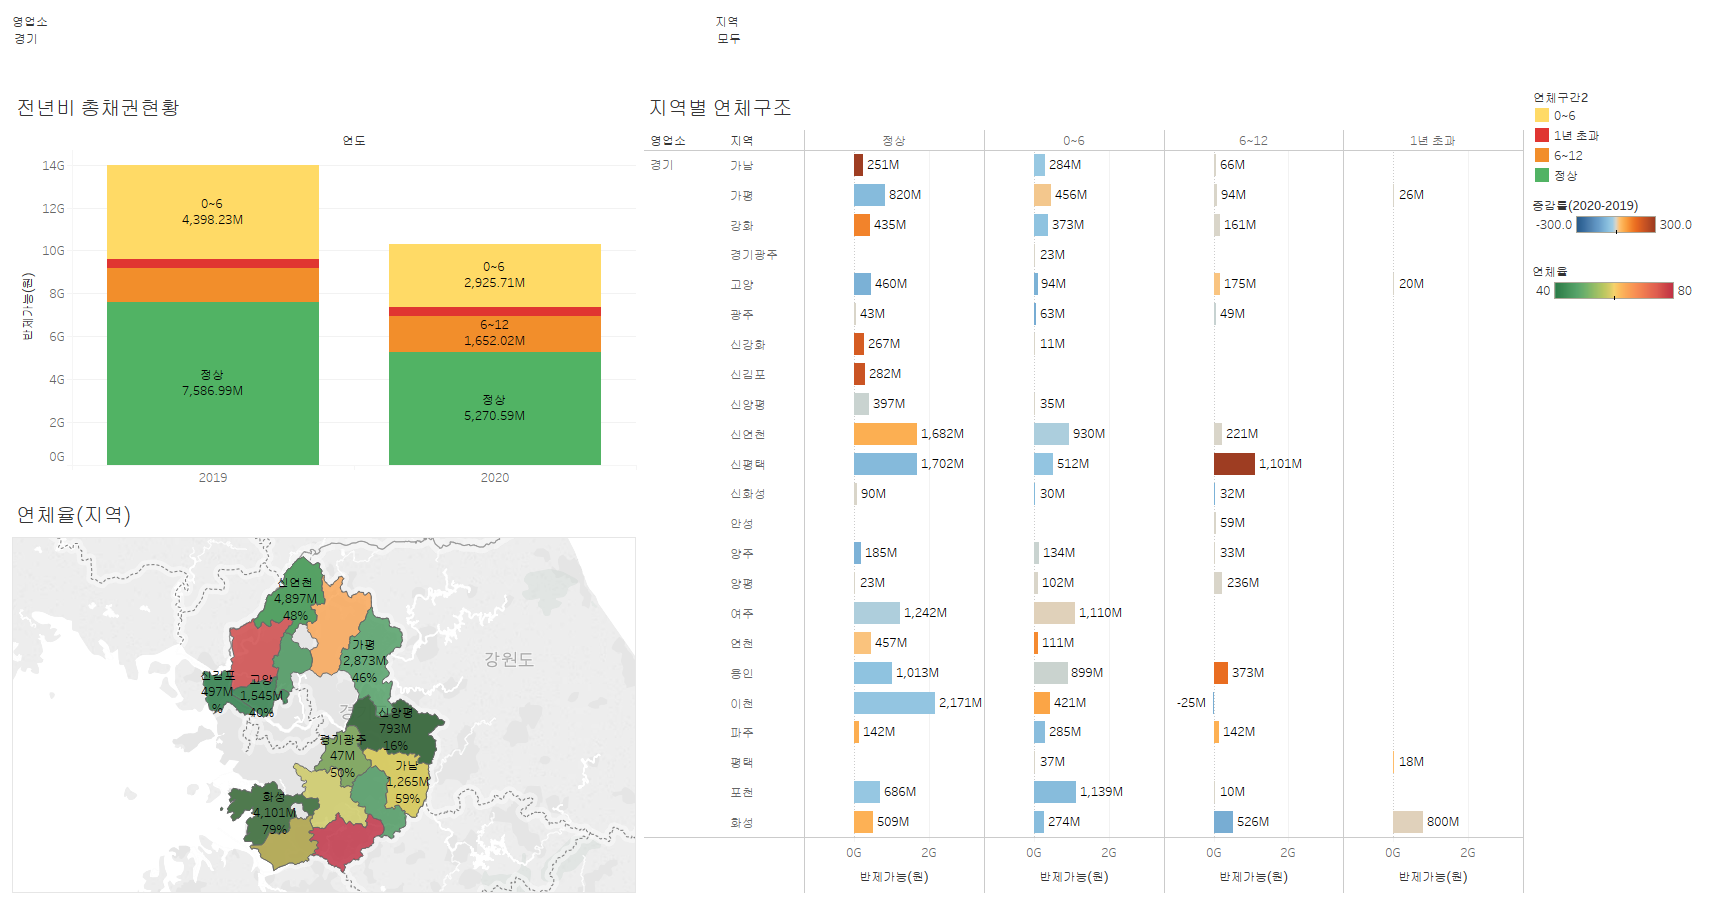 영업소
경기
지역
모두
전년비 총채권현황
연도
반제가능(원)
14G
12G
10G
8G
6G
4G
2G
0G
0~6
4,398.23M
정상
7,586.99M
0~6
2,925.71M
6~12
1,652.02M
정상
5,270.59M
2019
2020
연체율(지역)
신연천
4,897M
48%
가평
2,873M
46%
강원도
신김포
497M
%
고양
1,545M
40%
경
신양평
793M
16%
경기광주
47M
50%
가남
1,265M
59%
화성
4,101M
79%
지역별 연체구조
영업소 지역 정상 0~6 6~12 1년 초과
경기 가남 251M 284M 66M
가평 820M 456M 94M 26M
강화 435M 373M 161M
경기광주 23M
고양 460M 94M 175M 20M
광주 43M 63M 49M
신강화 267M 11M
신김포 282M
신양평 397M 35M
신연천 1,682M 930M 221M
신평택 1,702M 512M 1,101M
신화성 90M 30M 32M
안성 59M
양주 185M 134M 33M
양평 23M 102M 236M
여주 1,242M 1,110M
연천 457M 111M
용인 1,013M 899M 373M
이천 2,171M 421M -25M
파주 142M 285M 142M
평택 37M 18M
포천 686M 1,139M 10M
화성 509M 274M 526M 800M
0G 2G 0G 2G 0G 2G 0G 2G
반제가능(원) 반제가능(원) 반제가능(원) 반제가능(원)
연체구간2
0~6
1년 초과
6~12
정상
증감률(2020-2019)
-300.0 300.0
연체율
40 80